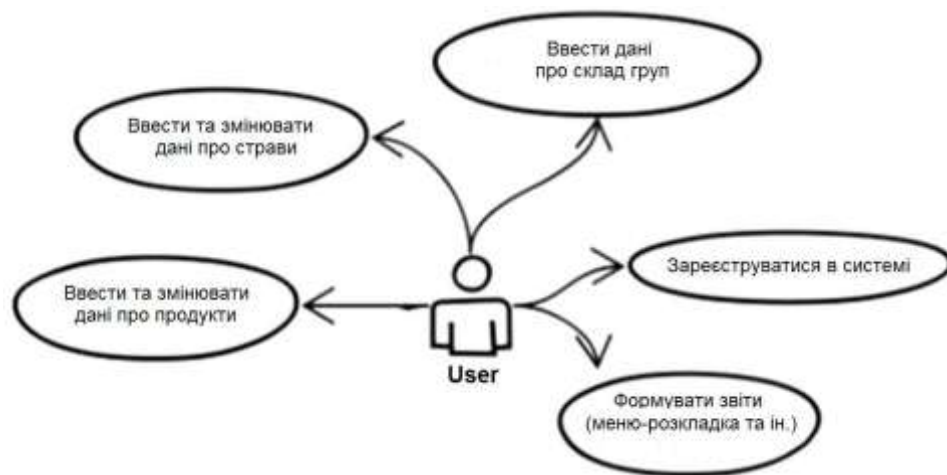 Ввести дані
про склад груп
Ввести та змінювати
дані про страви
Зареєструватися в системі
Ввести та змінювати
дані про продукти
User
Формувати звіти
(меню-розкладка та ін.)